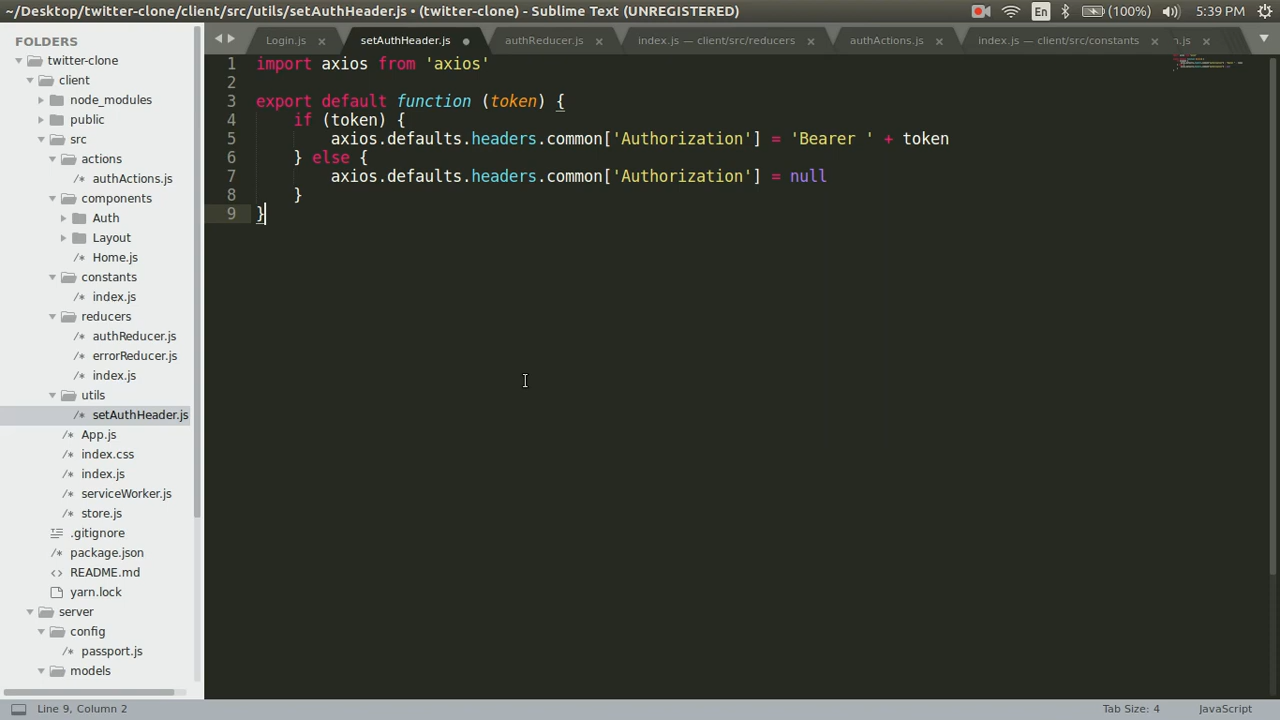 ~/Desktop/twitter-clone/client/src/utils/setAuthHeader.js • (twitter-clone) - Sublime Text (UNREGISTERED)
En
(100%)
5:39 PM
FOLDERS
twitter-clone
client
node_modules
public
src
actions
authActions.js
components
Auth
Layout
Home.js
constants
index.js
reducers
authReducer.js
errorReducer.js
index.js
utils
setAuthHeader.js
App.js
index.css
index.js
serviceWorker.js
store.js
.gitignore
package.json
README.md
yarn.lock
server
config
passport.js
models
Login.js
setAuthHeader.js
authReducer.js
index.js — client/src/reducers
authActions.js
index.js — client/src/constants
n.js
1 import axios from 'axios'
2
3 export default function (token) {
4     if (token) {
5         axios.defaults.headers.common['Authorization'] = 'Bearer ' + token
6     } else {
7         axios.defaults.headers.common['Authorization'] = null
8     }
9 }
Line 9, Column 2
Tab Size: 4
JavaScript